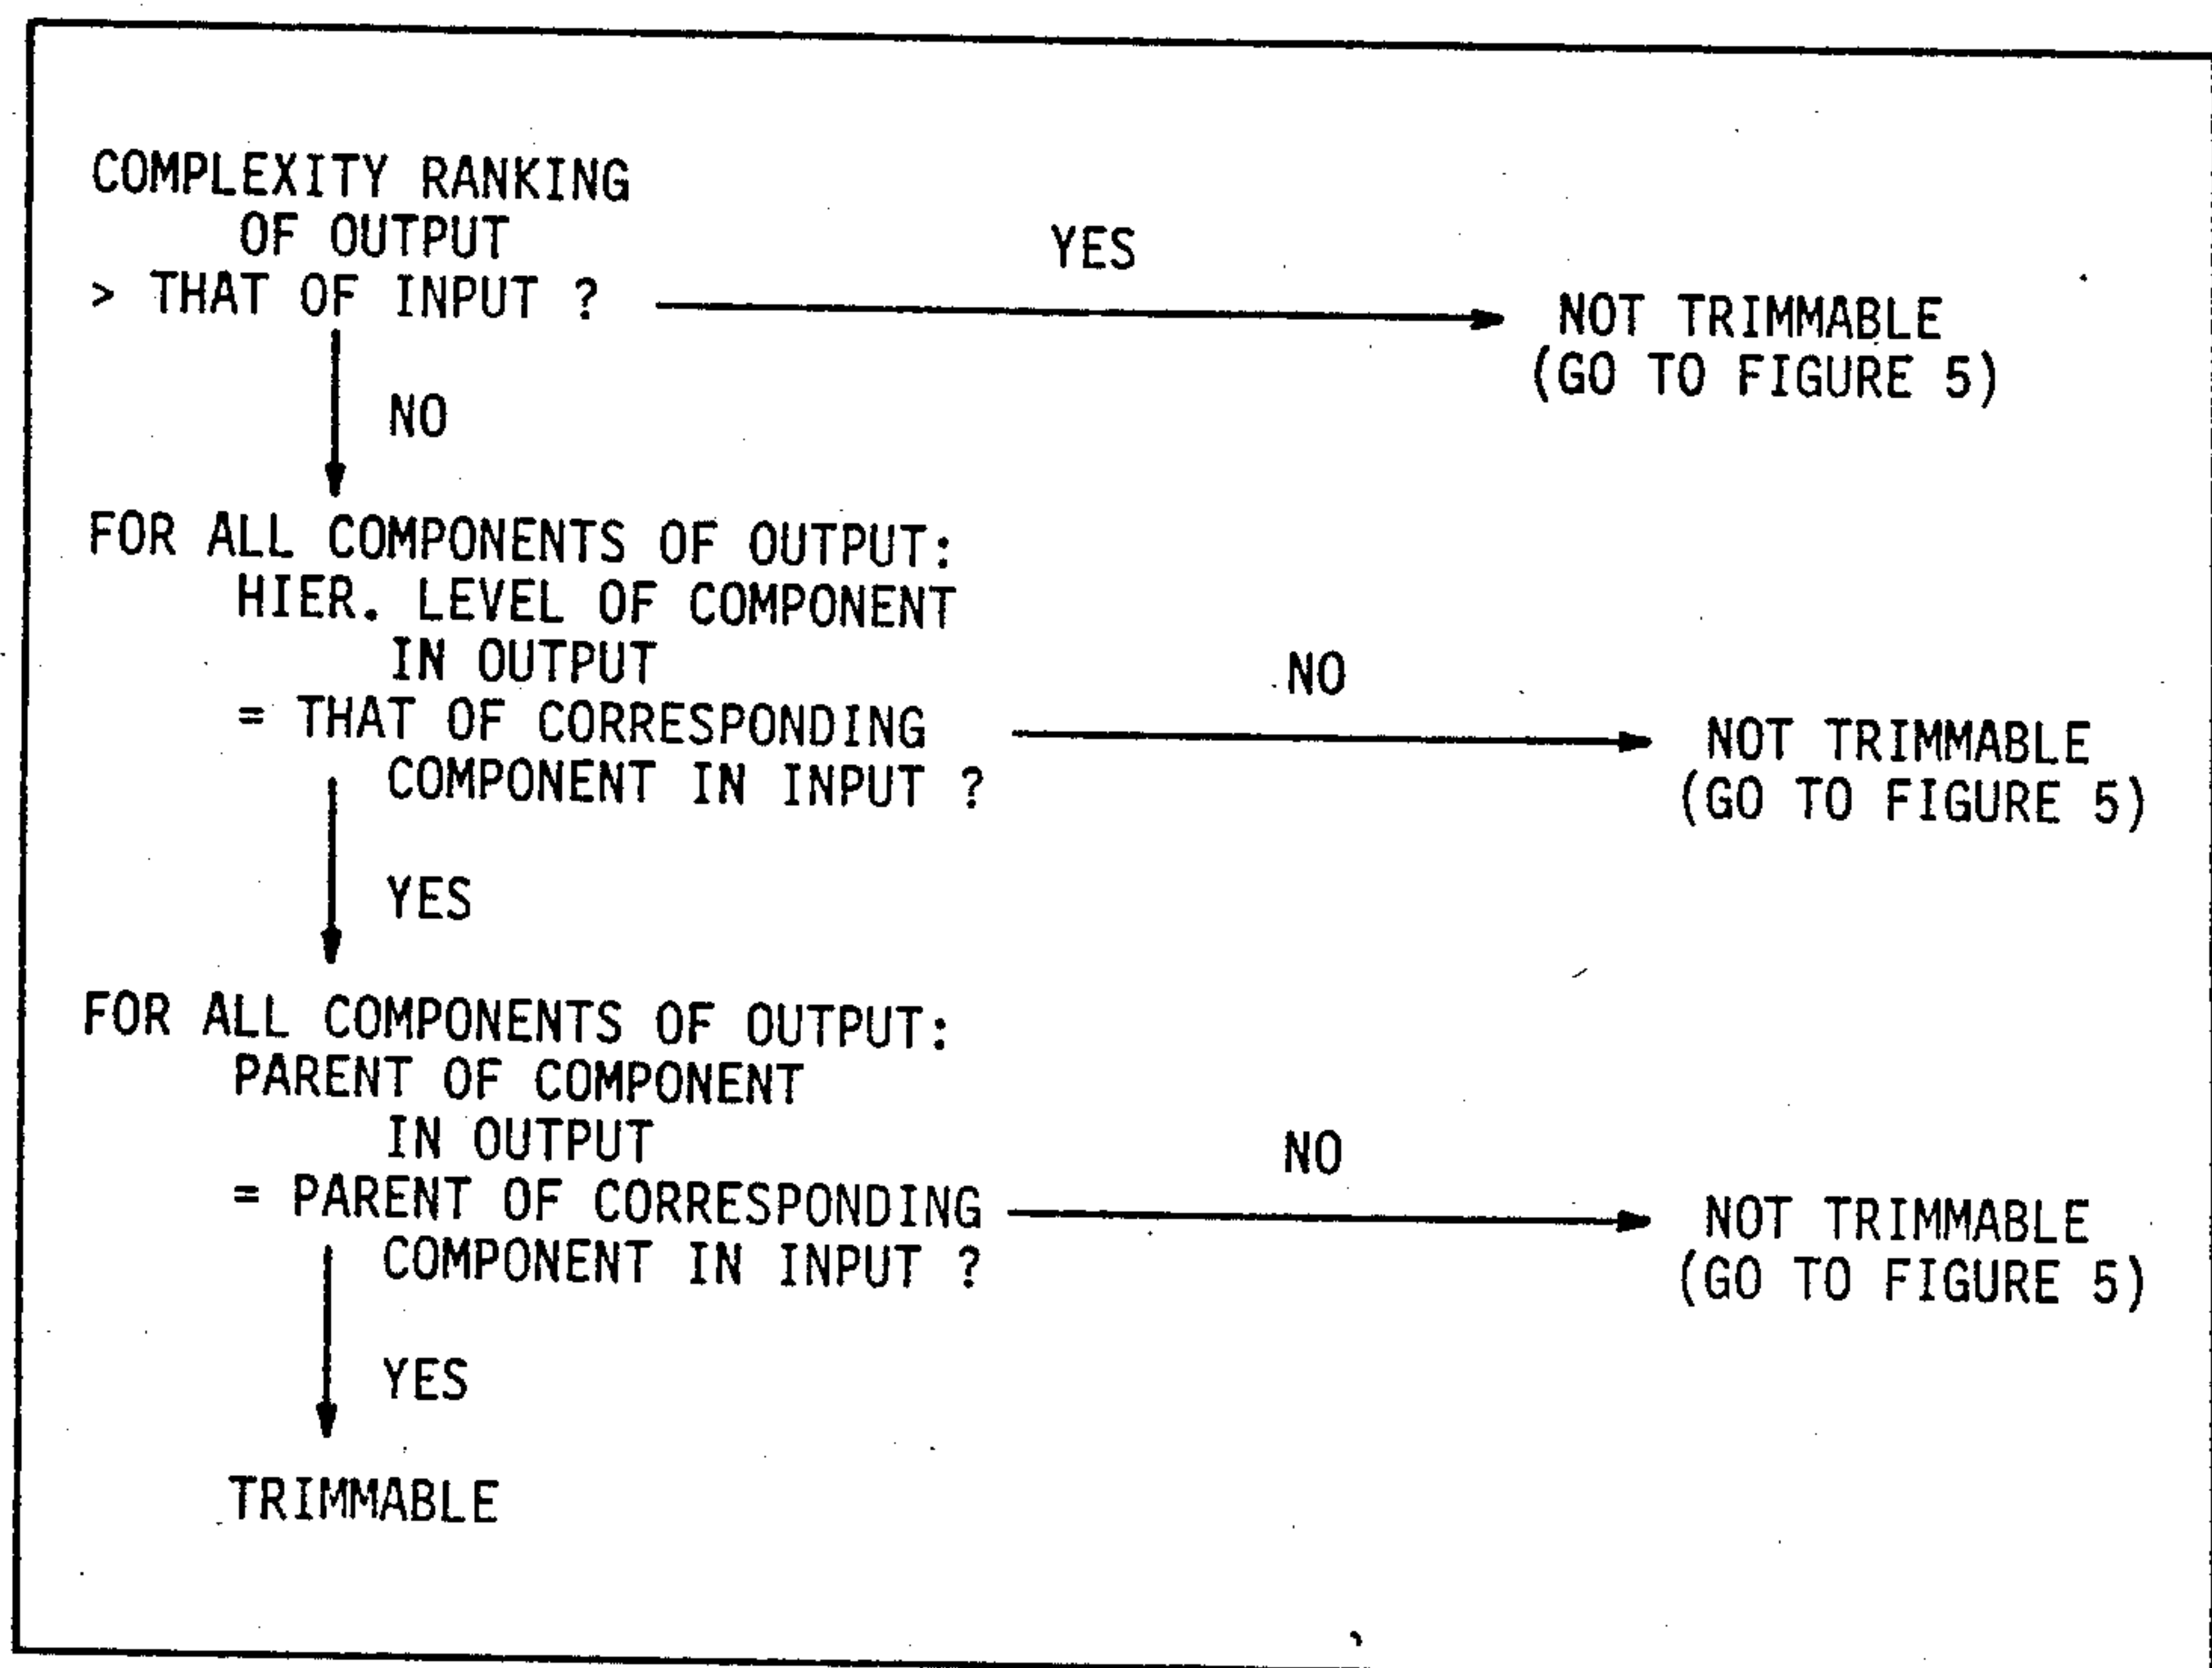 COMPLEXITY RANKING
OF OUTPUT
> THAT OF INPUT ?
YES
NOT TRIMMABLE
(GO TO FIGURE 5)
NO
FOR ALL COMPONENTS OF OUTPUT:
HIER. LEVEL OF COMPONENT
IN OUTPUT
= THAT OF CORRESPONDING
COMPONENT IN INPUT ?
NO
NOT TRIMMABLE
(GO TO FIGURE 5)
YES
FOR ALL COMPONENTS OF OUTPUT:
PARENT OF COMPONENT
IN OUTPUT
= PARENT OF CORRESPONDING
COMPONENT IN INPUT ?
NO
NOT TRIMMABLE
(GO TO FIGURE 5)
YES
TRIMMABLE